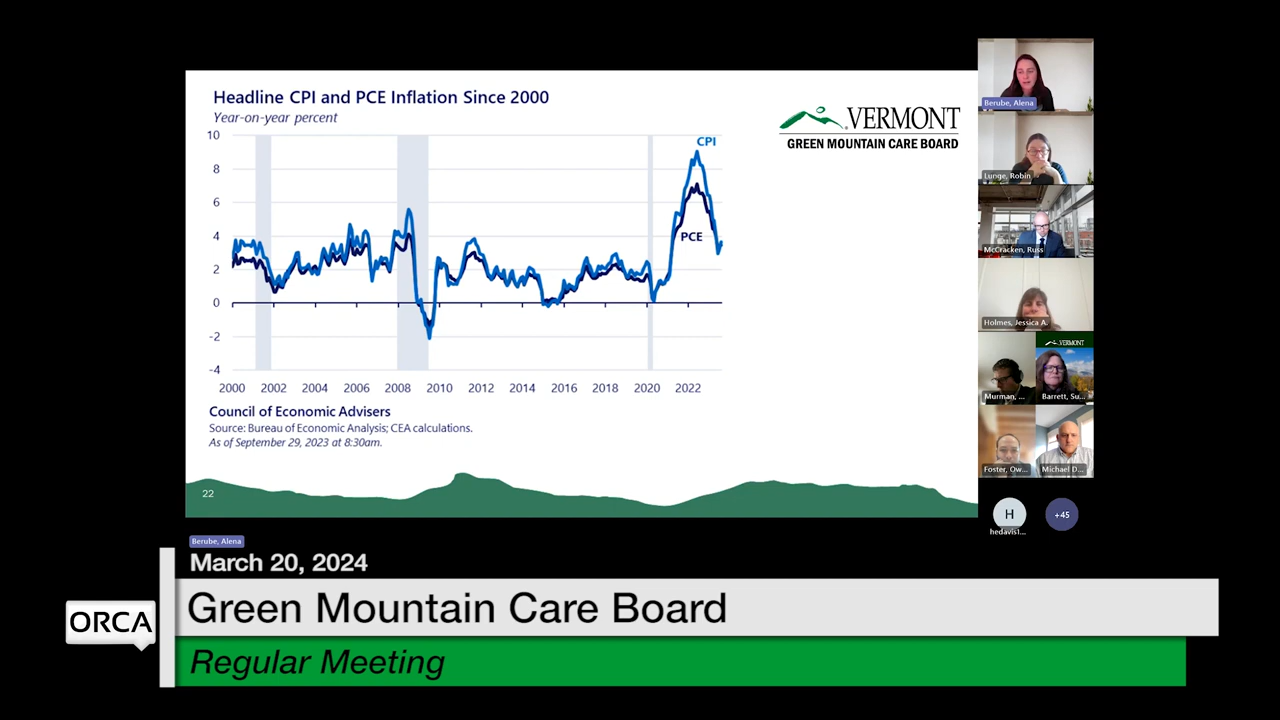 Headline CPI and PCE Inflation Since 2000
Year-on-year percent
10
8
6
4
2
0
-2
-4
CPI
PCE
2000 2002 2004 2006 2008 2010 2012 2014 2016 2018 2020 2022
Council of Economic Advisers
Source: Bureau of Economic Analysis; CEA calculations.
As of September 29, 2023 at 8:30am.
22
VERMONT
GREEN MOUNTAIN CARE BOARD
Berube, Alena
Lunge, Robin
McCracken, Russ
Holmes, Jessica A.
Murman, ...
VERMONT
Barrett, Su...
Foster, Ow...
Michael D...
H
hedavis1...
+45
Berube, Alena
March 20, 2024
ORCA
Green Mountain Care Board
Regular Meeting